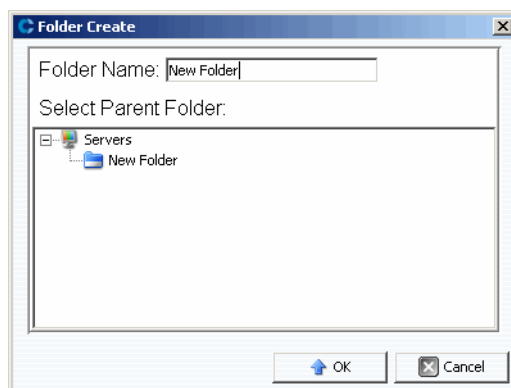 Folder Create
Folder Name: New Folder
Select Parent Folder:
Servers
New Folder
OK
Cancel